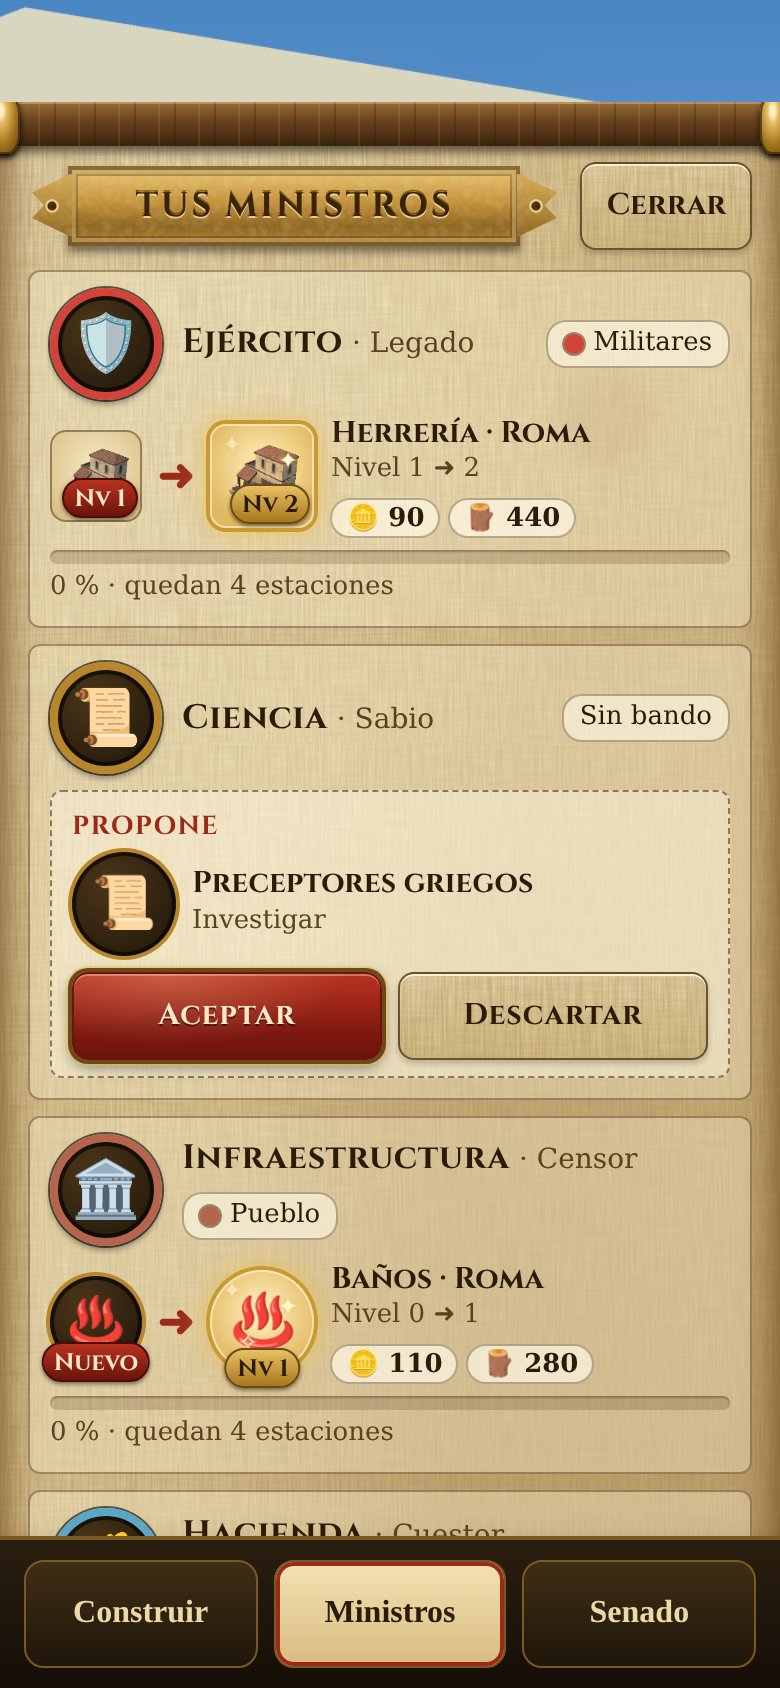 TUS MINISTROS
CERRAR
EJÉRCITO · Legado
Militares
HERRERÍA · ROMA
Nivel 1 → 2
NV 1
NV 2
90
440
0 % · quedan 4 estaciones
CIENCIA · Sabio
Sin bando
PROPONE
PRECEPTORES GRIEGOS
Investigar
ACEPTAR
DESCARTAR
INFRAESTRUCTURA · Censor
Pueblo
BAÑOS · ROMA
Nivel 0 → 1
NUEVO
NV 1
110
280
0 % · quedan 4 estaciones
HACIENDA · Cuestor
Construir
Ministros
Senado